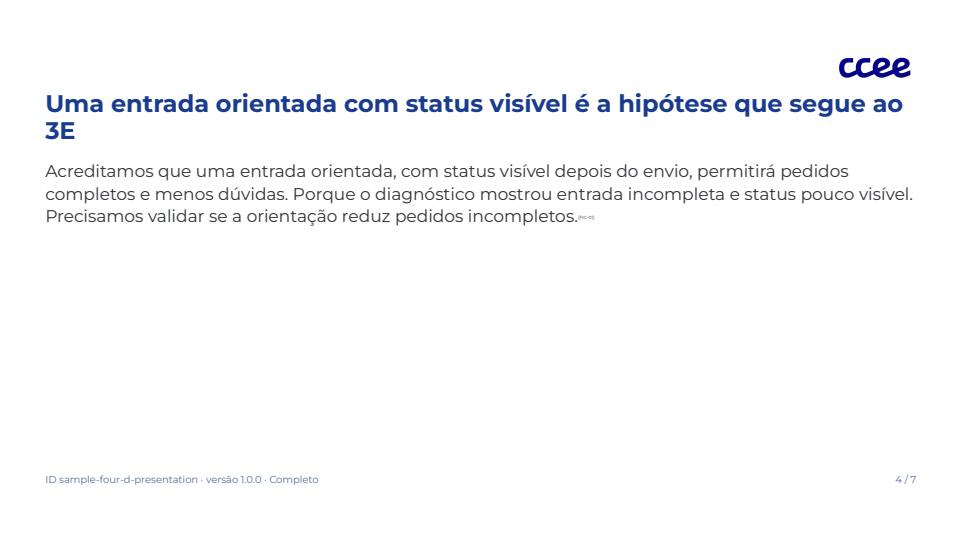 ccee
Uma entrada orientada com status visível é a hipótese que segue ao
3E
Acreditamos que uma entrada orientada, com status visível depois do envio, permitirá pedidos
completos e menos dúvidas. Porque o diagnóstico mostrou entrada incompleta e status pouco visível.
Precisamos validar se a orientação reduz pedidos incompletos.
ID sample-four-d-presentation · versão 1.0.0 · Completo
4 / 7